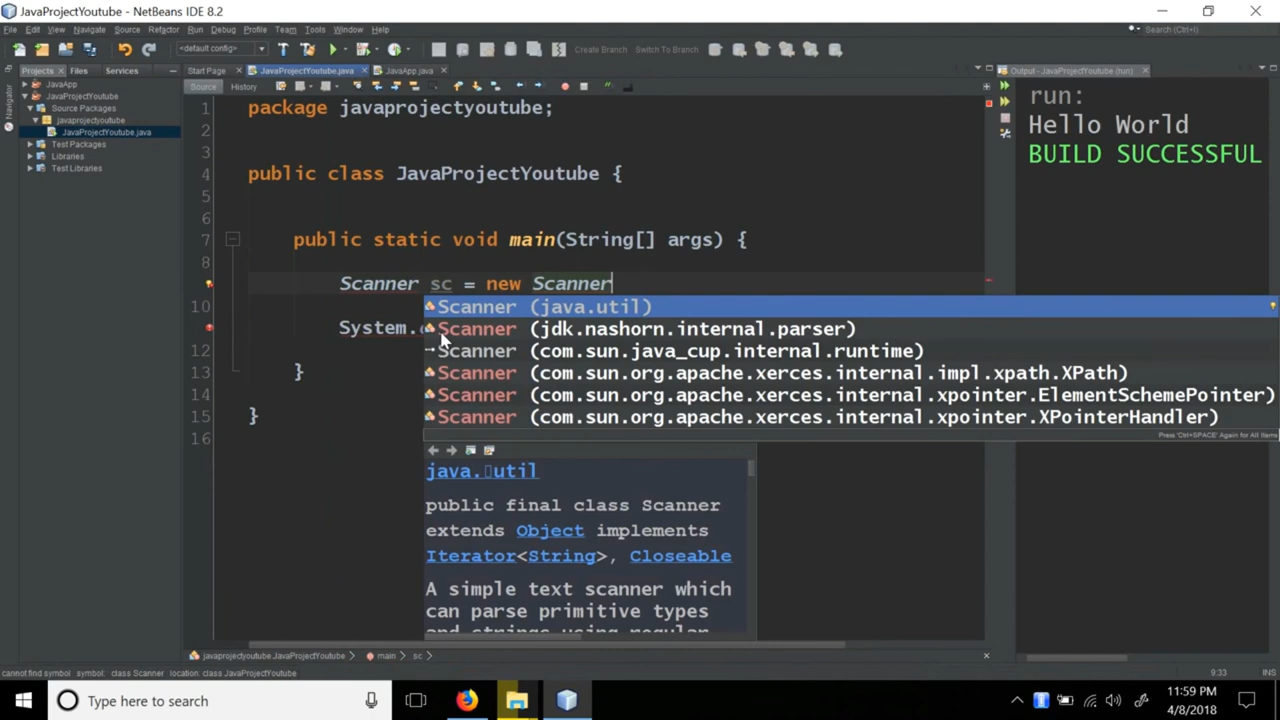 JavaProjectYoutube - NetBeans IDE 8.2
File Edit View Navigate Source Refactor Run Debug Profile Team Tools Window Help
Search (Ctrl+I)
<default config>
Create Branch
Switch To Branch
Projects
Files
Services
Start Page
JavaProjectYoutube.java
JavaApp.java
Output - JavaProjectYoutube (run)
Navigator
JavaApp
JavaProjectYoutube
Source Packages
javaprojectyoutube
JavaProjectYoutube.java
Test Packages
Libraries
Test Libraries
Source
History
1 package javaprojectyoutube;
2
3
4 public class JavaProjectYoutube {
5
6
7 public static void main(String[] args) {
8
Scanner sc = new Scanner
10
System.
12
13 }
14
15 }
16
Scanner (java.util)
Scanner (jdk.nashorn.internal.parser)
Scanner (com.sun.java_cup.internal.runtime)
Scanner (com.sun.org.apache.xerces.internal.impl.xpath.XPath)
Scanner (com.sun.org.apache.xerces.internal.xpointer.ElementSchemePointer)
Scanner (com.sun.org.apache.xerces.internal.xpointer.XPointerHandler)
Press 'Ctrl+SPACE' Again for All Items
java.▯util
public final class Scanner
extends Object implements
Iterator<String>, Closeable
A simple text scanner which
can parse primitive types
and strings using regular
run:
Hello World
BUILD SUCCESSFUL
javaprojectyoutube.JavaProjectYoutube
main
sc
cannot find symbol symbol: class Scanner location: class JavaProjectYoutube
9:33
INS
Type here to search
11:59 PM
4/8/2018